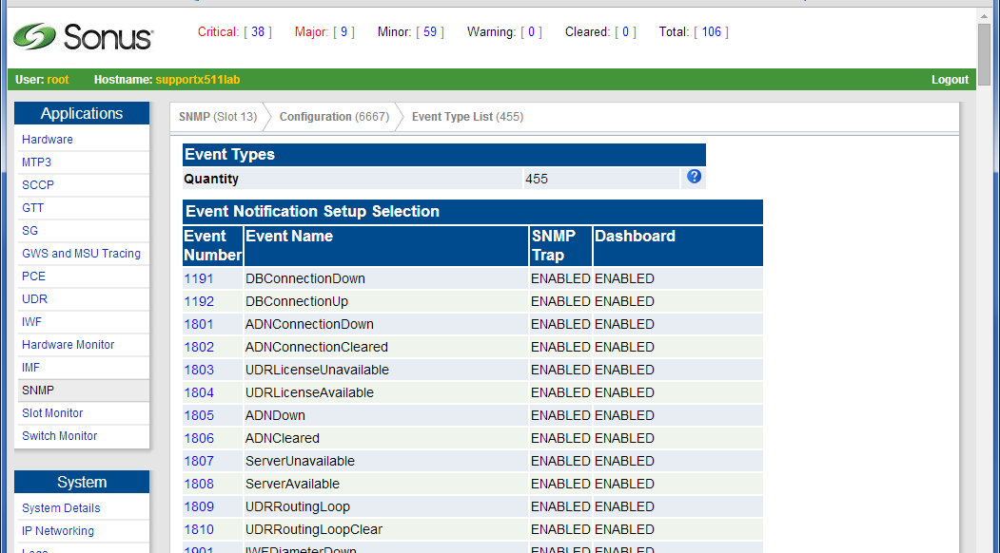 Sonus
Critical: [ 38 ] Major: [ 9 ] Minor: [ 59 ] Warning: [ 0 ] Cleared: [ 0 ] Total: [ 106 ]
User: root Hostname: supportx511lab Logout
Applications
Hardware
MTP3
SCCP
GTT
SG
GWS and MSU Tracing
PCE
UDR
IWF
Hardware Monitor
IMF
SNMP
Slot Monitor
Switch Monitor
System
System Details
IP Networking
Logs
SNMP (Slot 13) Configuration (6667) Event Type List (455)
Event Types
Quantity 455 ?
Event Notification Setup Selection
Event Number Event Name SNMP Trap Dashboard
1191 DBConnectionDown ENABLED ENABLED
1192 DBConnectionUp ENABLED ENABLED
1801 ADNConnectionDown ENABLED ENABLED
1802 ADNConnectionCleared ENABLED ENABLED
1803 UDRLicenseUnavailable ENABLED ENABLED
1804 UDRLicenseAvailable ENABLED ENABLED
1805 ADNDown ENABLED ENABLED
1806 ADNCleared ENABLED ENABLED
1807 ServerUnavailable ENABLED ENABLED
1808 ServerAvailable ENABLED ENABLED
1809 UDRRoutingLoop ENABLED ENABLED
1810 UDRRoutingLoopClear ENABLED ENABLED
1901 IWFDiameterDown ENABLED ENABLED